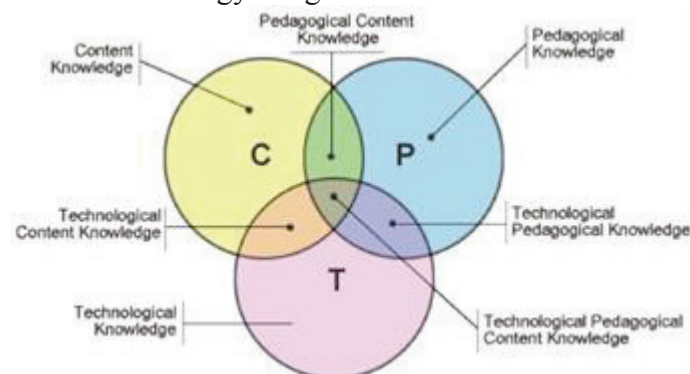 Pedagogical Content
Knowledge
Content
Knowledge
Pedagogical
Knowledge
C
P
Technological
Content Knowledge
Technological
Pedagogical Knowledge
T
Technological
Knowledge
Technological Pedagogical
Content Knowledge